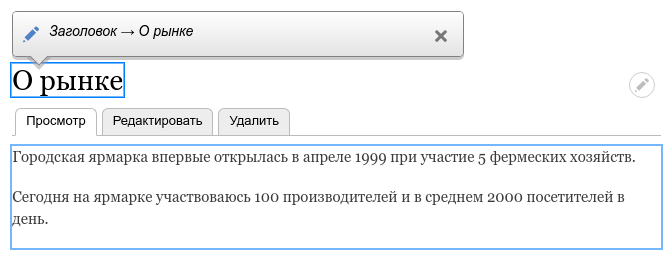 Заголовок → О рынке
О рынке
Просмотр Редактировать Удалить
Городская ярмарка впервые открылась в апреле 1999 при участие 5 фермеских хозяйств.
Сегодня на ярмарке участвоваюсь 100 производителей и в среднем 2000 посетителей в
день.